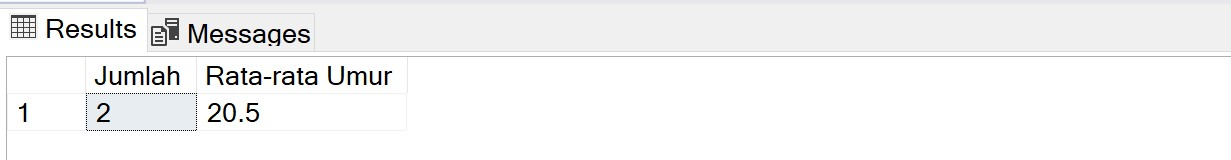 Results Messages
Jumlah Rata-rata Umur
1 2 20.5